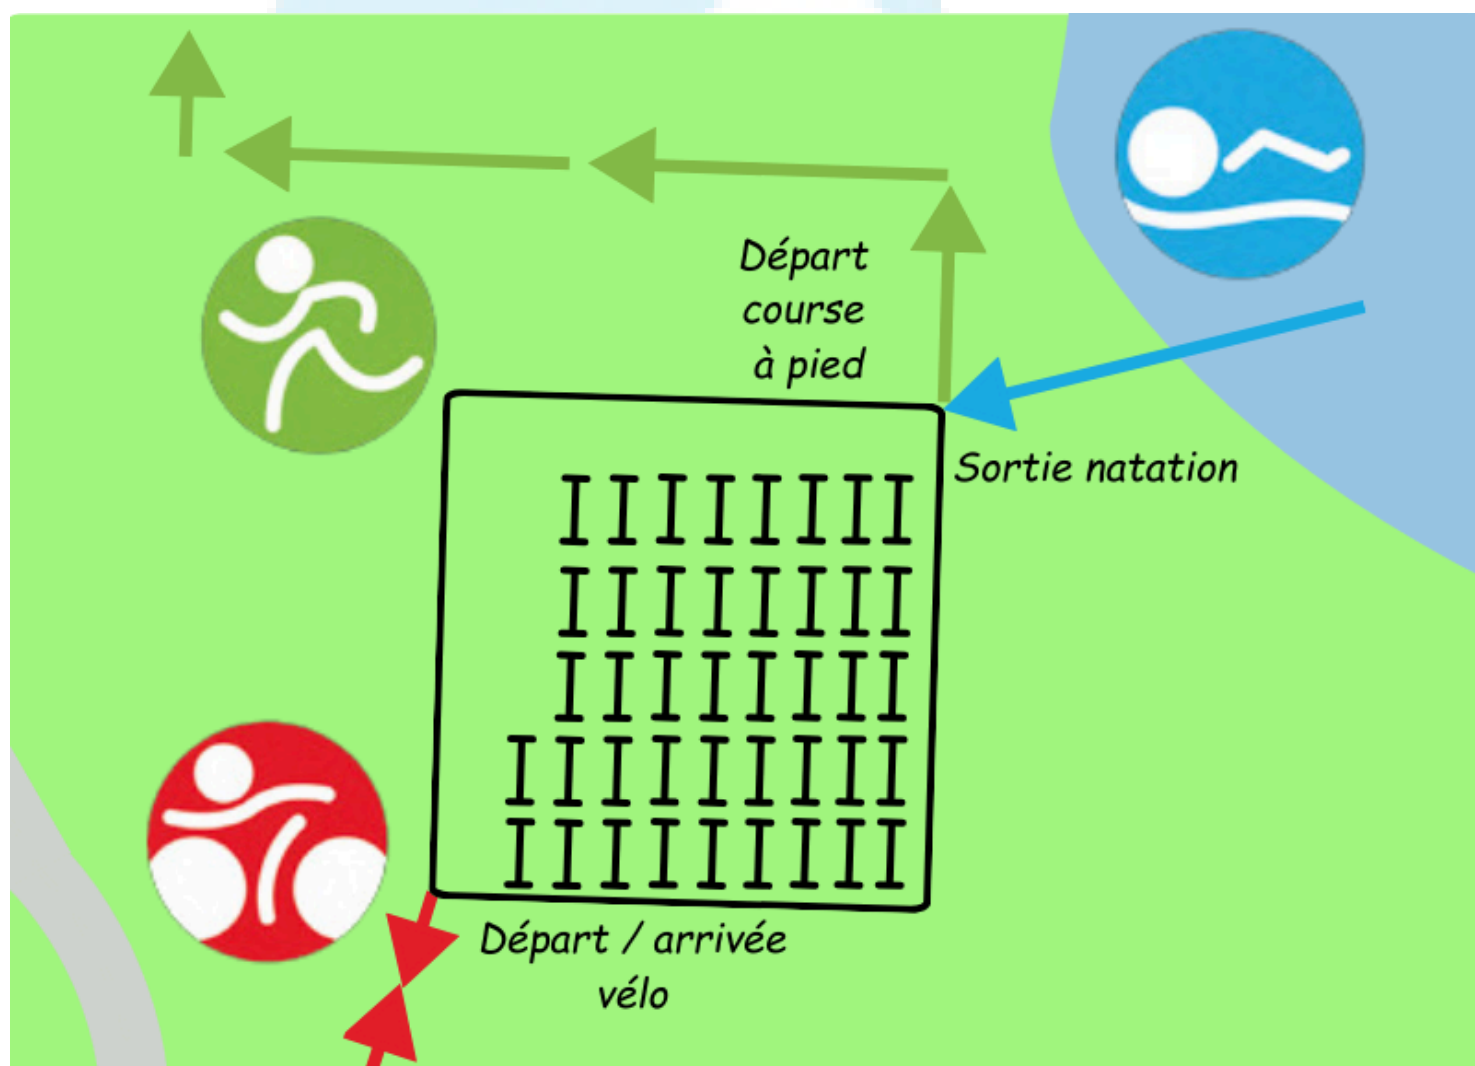 Départ
course
à pied
Sortie natation
Départ / arrivée
vélo